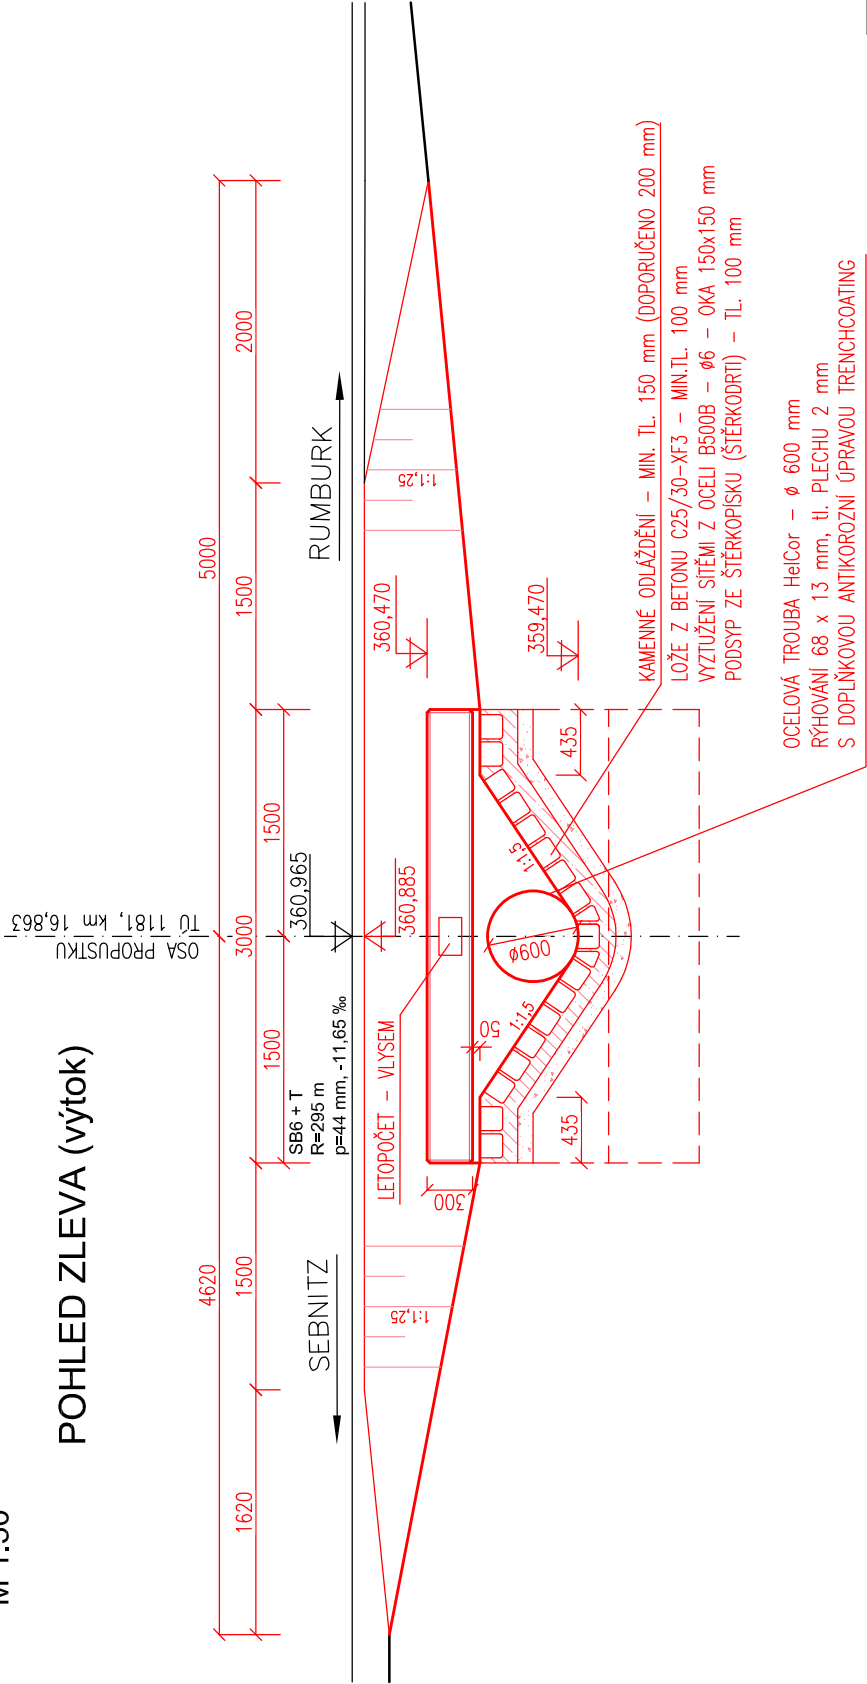 POHLED ZLEVA (výtok)
OSA PROPUSTKU
TÚ 1181, km 16,863
4620
5000
1620
1500
1500
3000
1500
1500
2000
SB6 + T
R=295 m
p=44 mm, -11,65 ‰
360,965
SEBNITZ
RUMBURK
LETOPOČET - VLYSEM
360,885
360,470
1:1,25
1:1,25
300
50
ø600
1:1,5
1:1,5
359,470
435
435
KAMENNÉ ODLÁŽDĚNÍ - MIN. TL. 150 mm (DOPORUČENO 200 mm)
LOŽE Z BETONU C25/30-XF3 - MIN.TL. 100 mm
VYZTUŽENÍ SÍTĚMI Z OCELI B500B - ø6 - OKA 150x150 mm
PODSYP ZE ŠTĚRKOPÍSKU (ŠTĚRKODRTI) - TL. 100 mm
OCELOVÁ TROUBA HelCor - ø 600 mm
RÝHOVÁNÍ 68 x 13 mm, tl. PLECHU 2 mm
S DOPLŇKOVOU ANTIKOROZNÍ ÚPRAVOU TRENCHCOATING